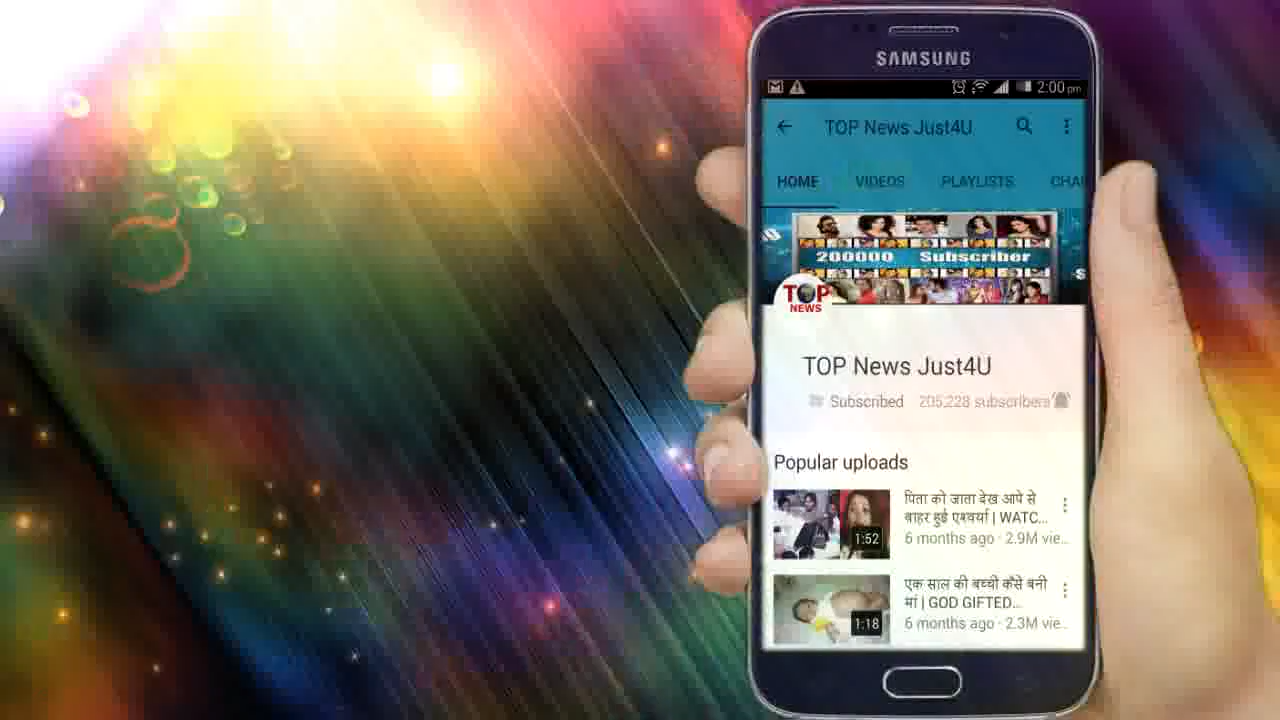 SAMSUNG
2:00 pm
TOP News Just4U
HOME VIDEOS PLAYLISTS CHA
200000 Subscriber
TOP
NEWS
TOP News Just4U
Subscribed 205,228 subscribers
Popular uploads
पिता को जाता देख आपे से
बाहर हुई एश्वर्या | WATC...
1:52
6 months ago · 2.9M vie..
एक साल की बच्ची कैसे बनी
मां | GOD GIFTED...
1:18
6 months ago · 2.3M vie..